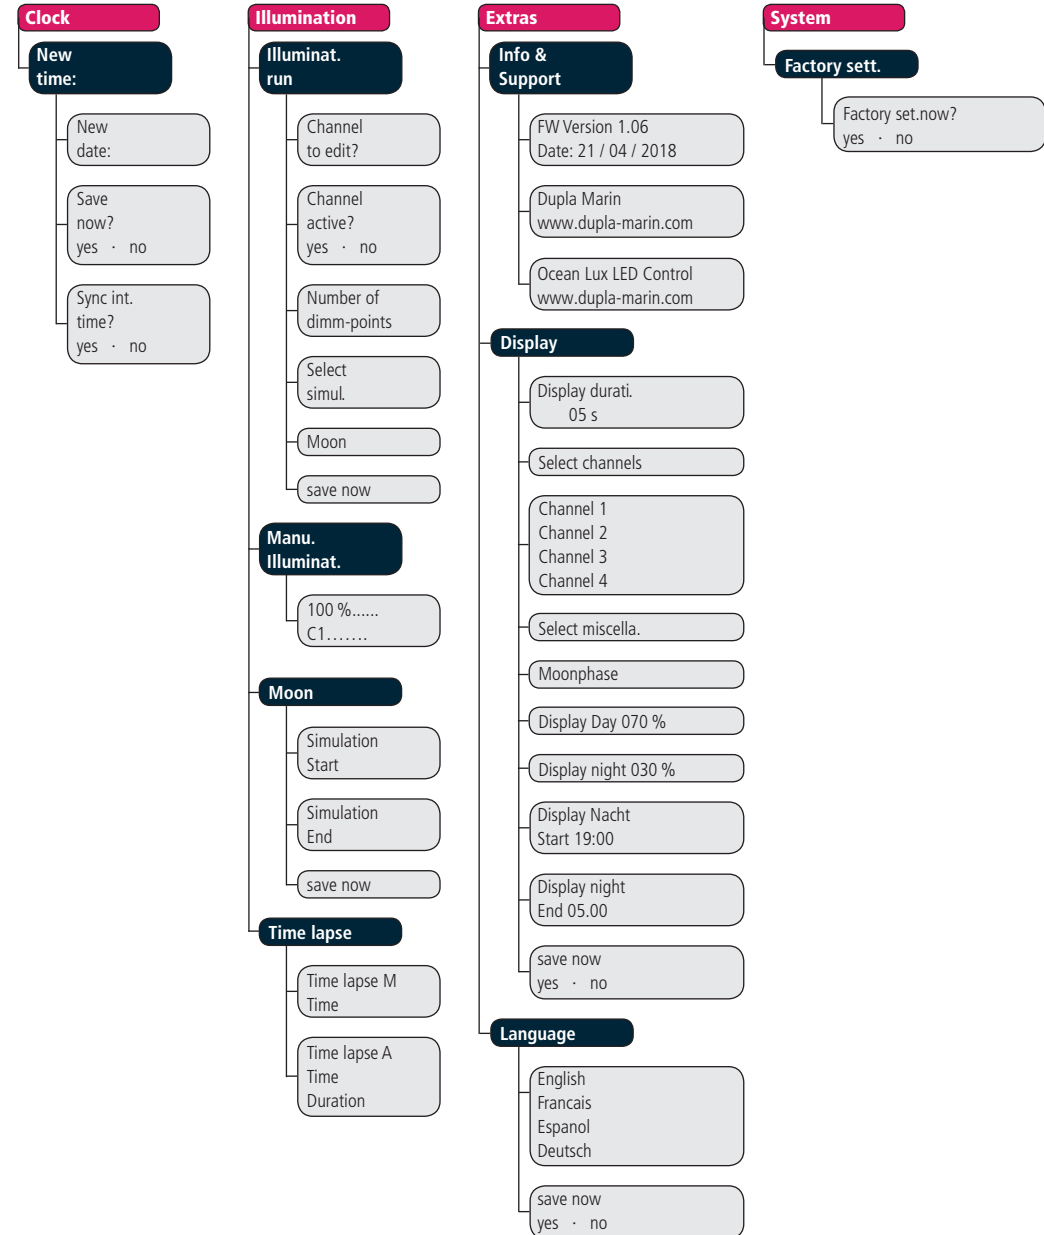 Clock
New
time:
New
date:
Save
now?
yes · no
Sync int.
time?
yes · no
Illumination
Illuminat.
run
Channel
to edit?
Channel
active?
yes · no
Number of
dimm-points
Select
simul.
Moon
save now
Manu.
Illuminat.
100 %......
C1.......
Moon
Simulation
Start
Simulation
End
save now
Time lapse
Time lapse M
Time
Time lapse A
Time
Duration
Extras
Info &
Support
FW Version 1.06
Date: 21 / 04 / 2018
Dupla Marin
www.dupla-marin.com
Ocean Lux LED Control
www.dupla-marin.com
Display
Display durati.
05 s
Select channels
Channel 1
Channel 2
Channel 3
Channel 4
Select miscella.
Moonphase
Display Day 070 %
Display night 030 %
Display Nacht
Start 19:00
Display night
End 05.00
save now
yes · no
Language
English
Francais
Espanol
Deutsch
save now
yes · no
System
Factory sett.
Factory set.now?
yes · no